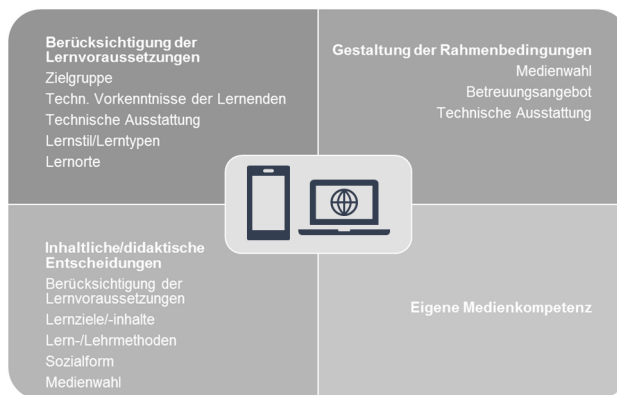 Berücksichtigung der
Lernvoraussetzungen
Zielgruppe
Techn. Vorkenntnisse der Lernenden
Technische Ausstattung
Lernstil/Lerntypen
Lernorte
Gestaltung der Rahmenbedingungen
Medienwahl
Betreuungsangebot
Technische Ausstattung
Inhaltliche/didaktische
Entscheidungen
Berücksichtigung der
Lernvoraussetzungen
Lernziele/-inhalte
Lern-/Lehrmethoden
Sozialform
Medienwahl
Eigene Medienkompetenz